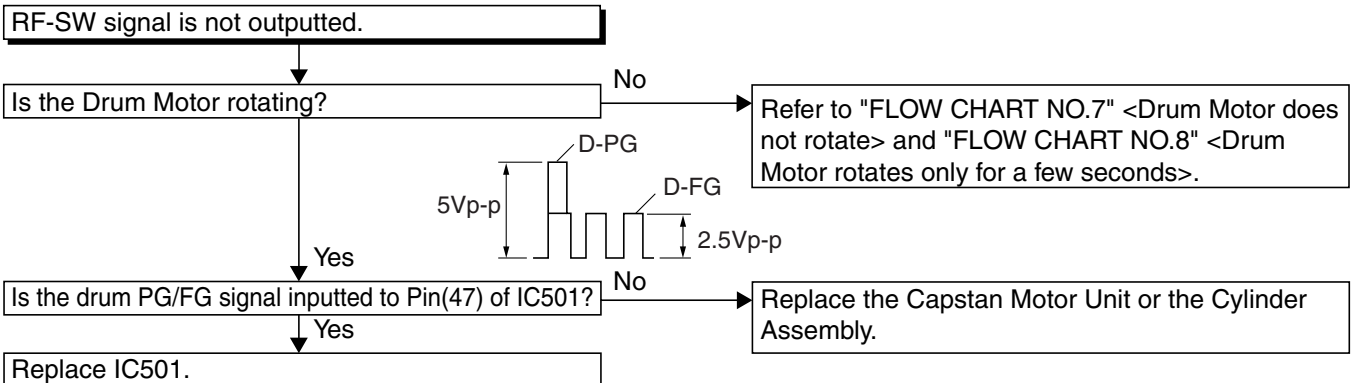 RF-SW signal is not outputted.
Is the Drum Motor rotating?
No
Refer to "FLOW CHART NO.7" <Drum Motor does
not rotate> and "FLOW CHART NO.8" <Drum
Motor rotates only for a few seconds>.
D-PG
D-FG
5Vp-p
2.5Vp-p
Yes
Is the drum PG/FG signal inputted to Pin(47) of IC501?
No
Replace the Capstan Motor Unit or the Cylinder
Assembly.
Yes
Replace IC501.